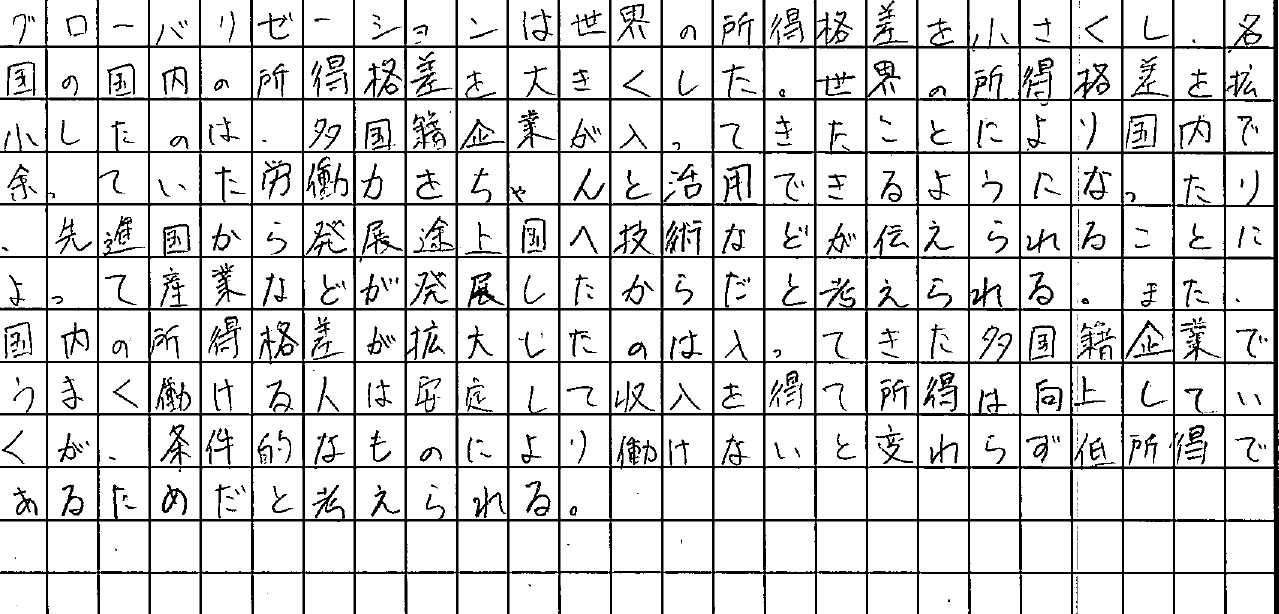 グローバリゼーションは世界の所得格差を小さくし、各
国の国内の所得格差を大きくした。世界の所得格差を拡
小したのは、多国籍企業が入ってきたことにより国内で
余っていた労働力をちゃんと活用できるようになったり
、先進国から発展途上国へ技術などが伝えられることに
よって産業などが発展したからだと考えられる。また、
国内の所得格差が拡大したのは入ってきた多国籍企業で
うまく働ける人は安定して収入を得て所得は向上してい
くが、条件的なものにより働けないと変れらず低所得で
あるためだと考えられる。